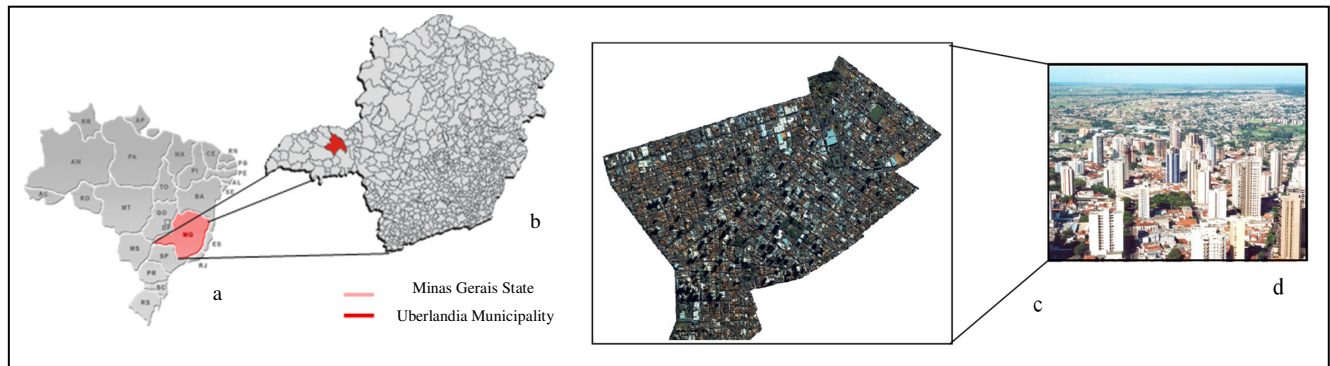 RR
AP
AM
PA
MA
CE
RN
PB
PE
AL
SE
PI
AC
RO
TO
BA
MT
GO
DF
MG
ES
MS
SP
RJ
PR
SC
RS
a
b
Minas Gerais State
Uberlandia Municipality
c
d